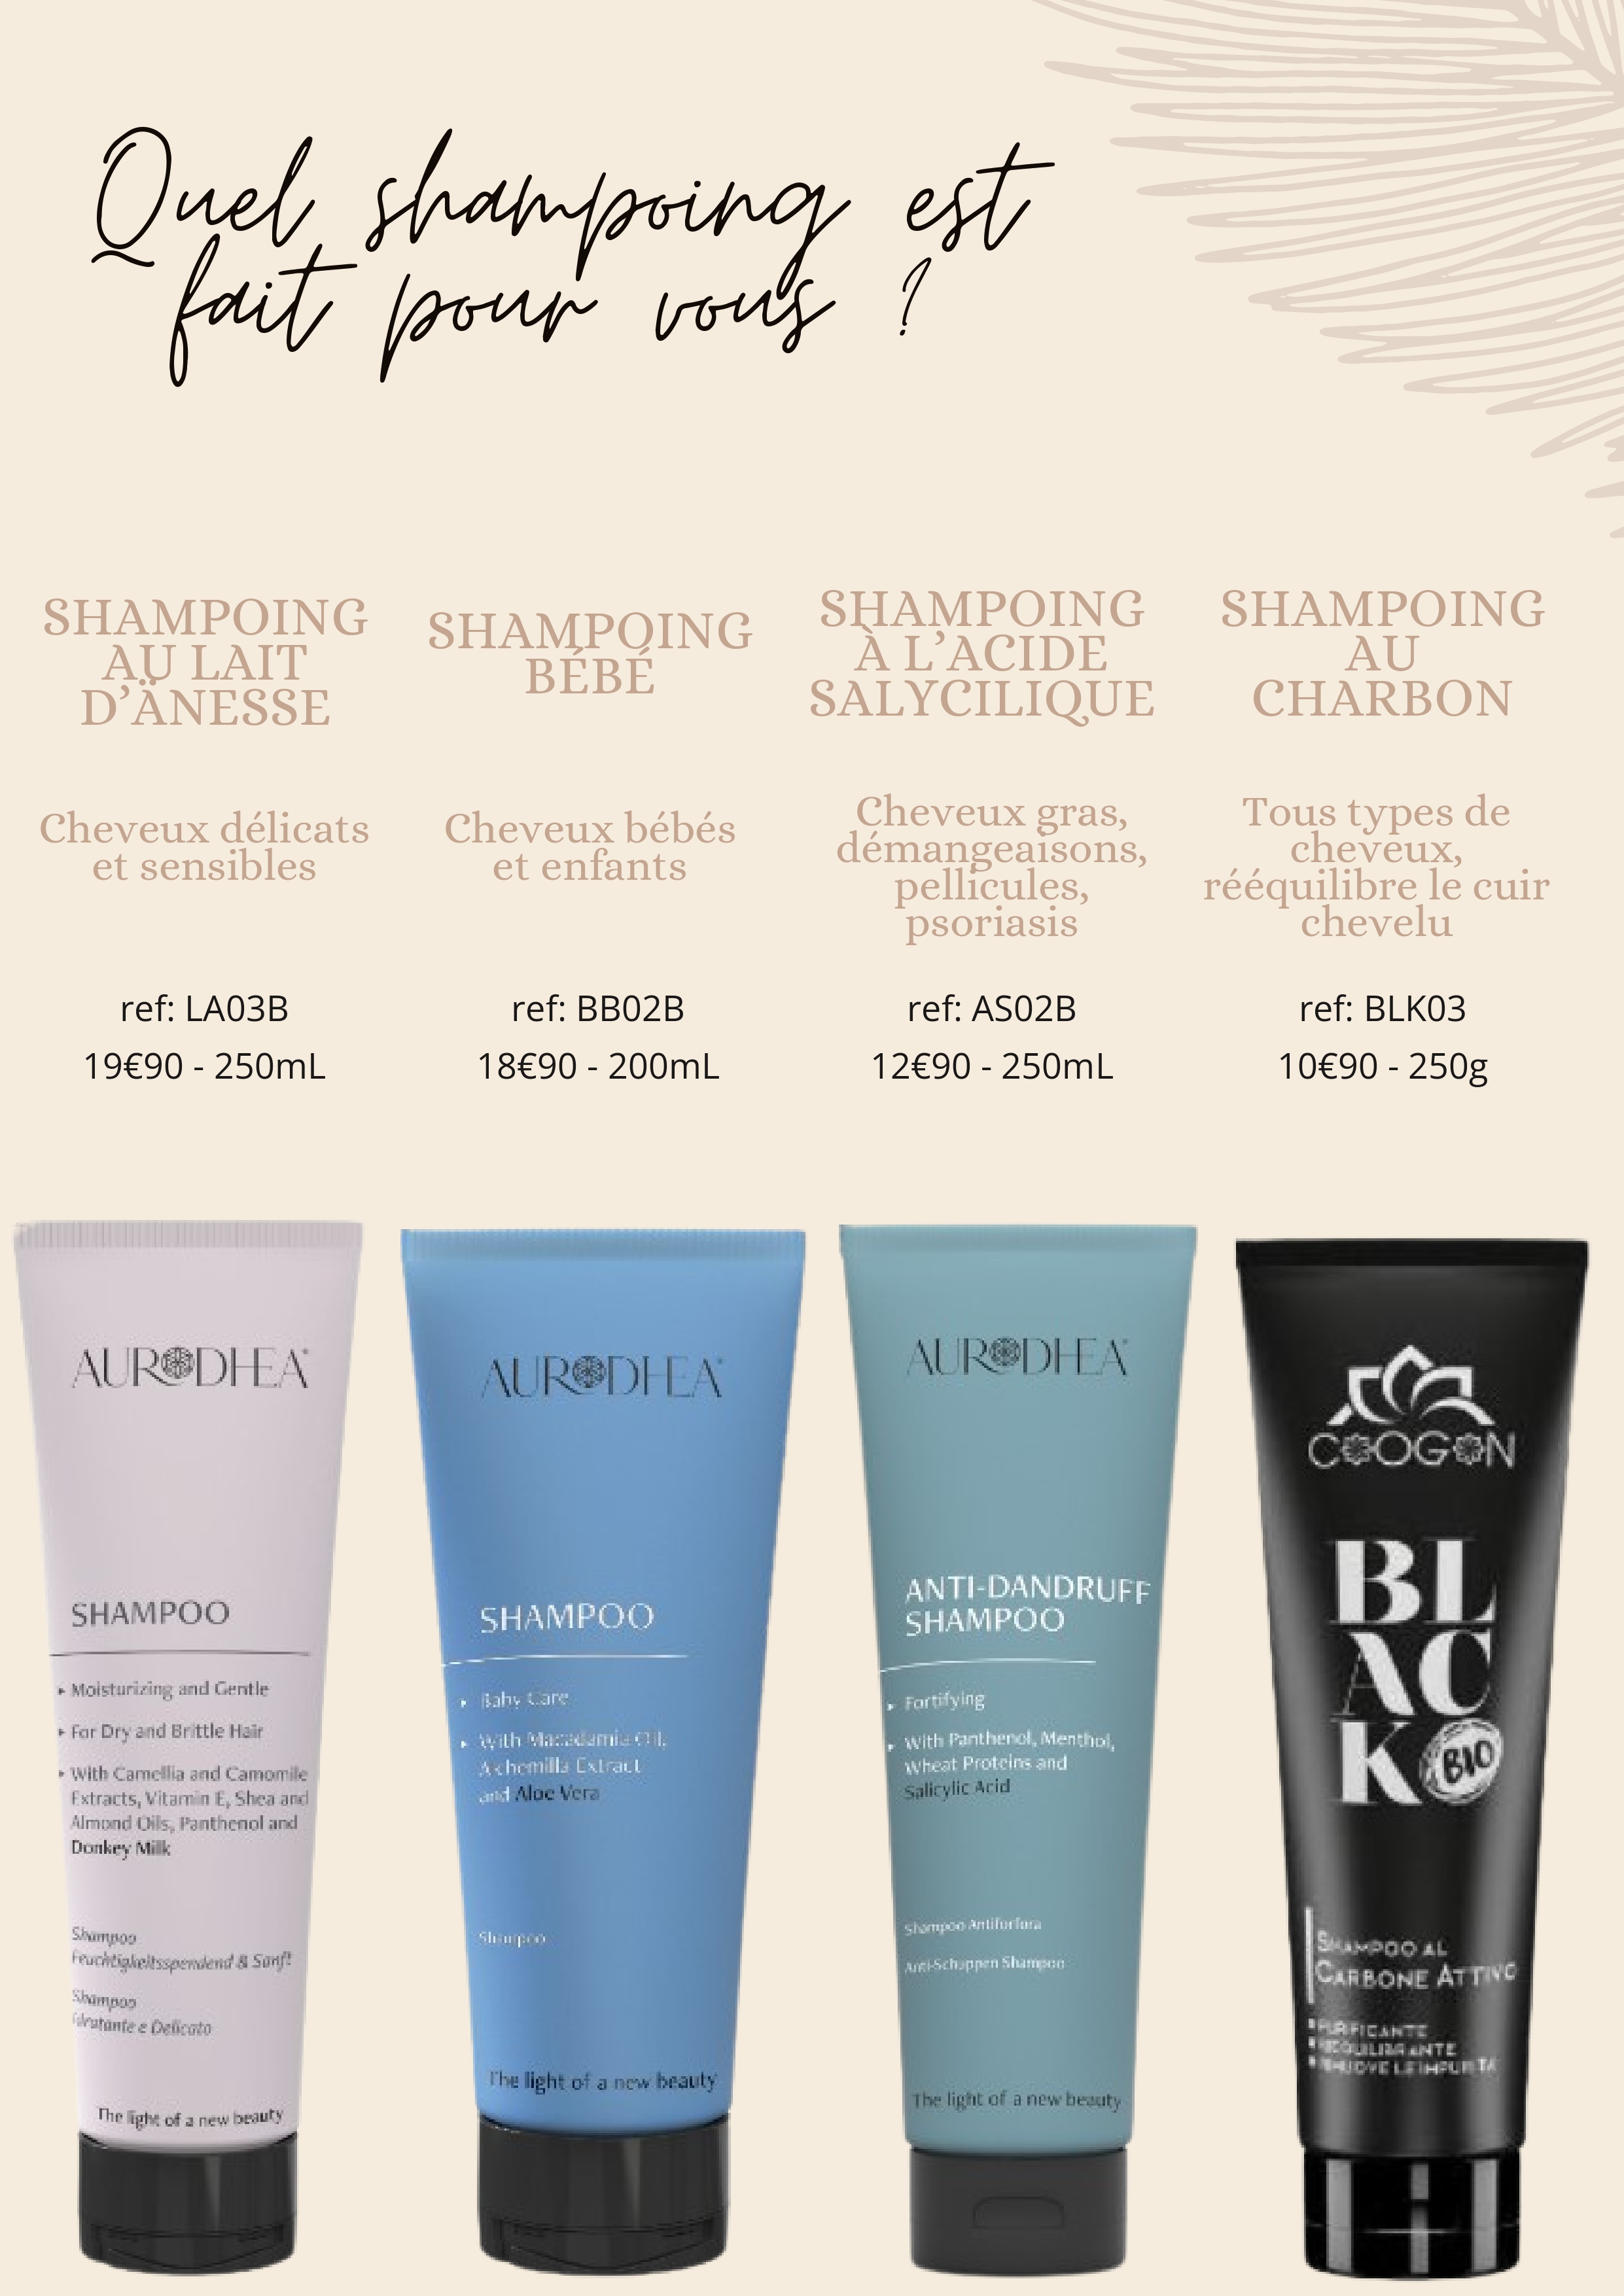 Quel shampoing est
fait pour vous ?
SHAMPOING
AU LAIT
D'ÄNESSE
Cheveux délicats
et sensibles
ref: LA03B
19€90 - 250mL
SHAMPOING
BÉBÉ
Cheveux bébés
et enfants
ref: BB02B
18€90 - 200mL
SHAMPOING
À L'ACIDE
SALYCILIQUE
Cheveux gras,
démangeaisons,
pellicules,
psoriasis
ref: AS02B
12€90 - 250mL
SHAMPOING
AU
CHARBON
Tous types de
cheveux,
rééquilibre le cuir
chevelu
ref: BLK03
10€90 - 250g
AURODHEA
SHAMPOO
Moisturizing and Gentle
For Dry and Brittle Hair
With Camellia and Camomile
Extracts, Vitamin E, Shea and
Almond Oils, Panthenol and
Donkey Milk
Shampoo
Feuchtigkeitsspendend & Sanft
Shampoo
Idratante e Delicato
The light of a new beauty
AURODHEA
SHAMPOO
Baby Care
With Macadamia Oil,
Alchemilla Extract
and Aloe Vera
Shampoo
The light of a new beauty
AURODHEA
ANTI-DANDRUFF
SHAMPOO
Fortifying
With Panthenol, Menthol,
Wheat Proteins and
Salicylic Acid
Shampoo Antiforfora
Anti-Schuppen Shampoo
The light of a new beauty
COOGON
BL
AC
K BIO
SHAMPOO AL
CARBONE ATTIVO
PURIFICANTE
RIEQUILIBRANTE
RIMUOVE LE IMPURITÀ